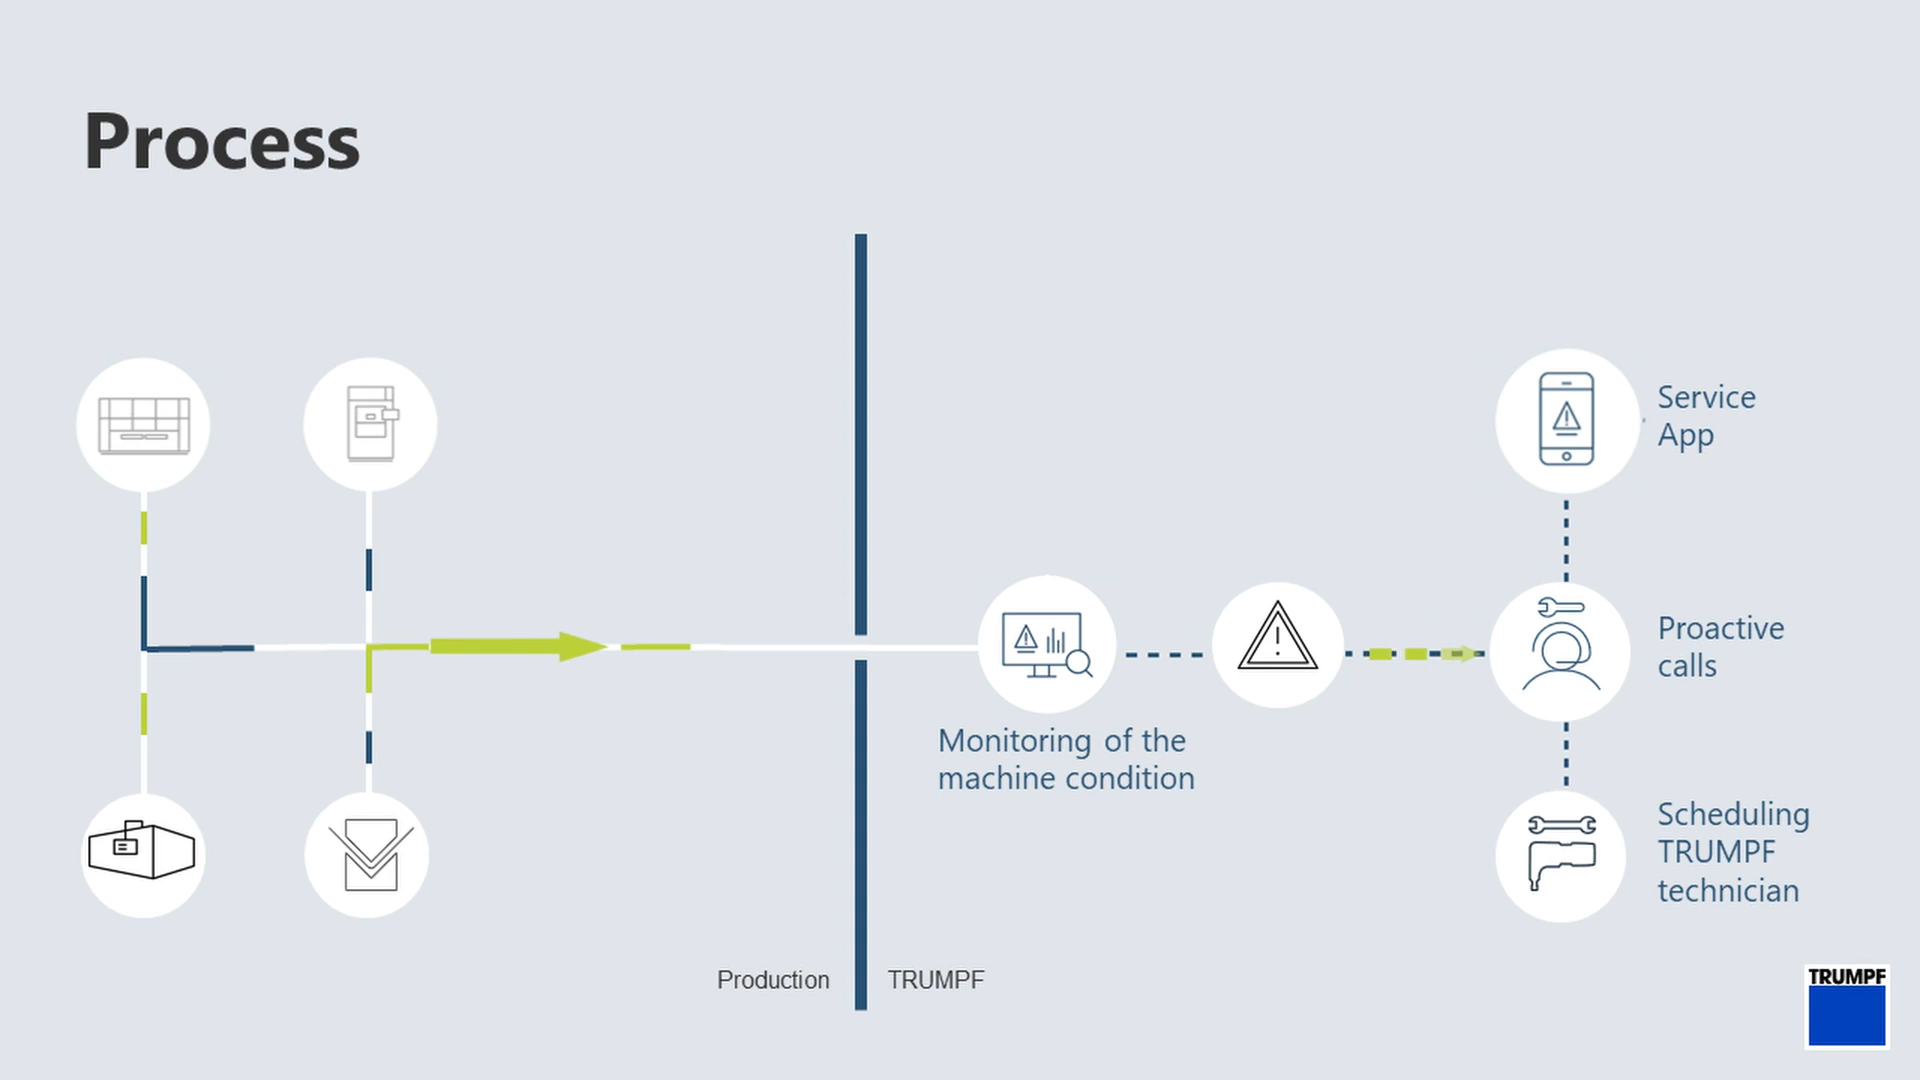 Process
Service
App
Proactive
calls
Monitoring of the
machine condition
Scheduling
TRUMPF
technician
Production
TRUMPF
TRUMPF